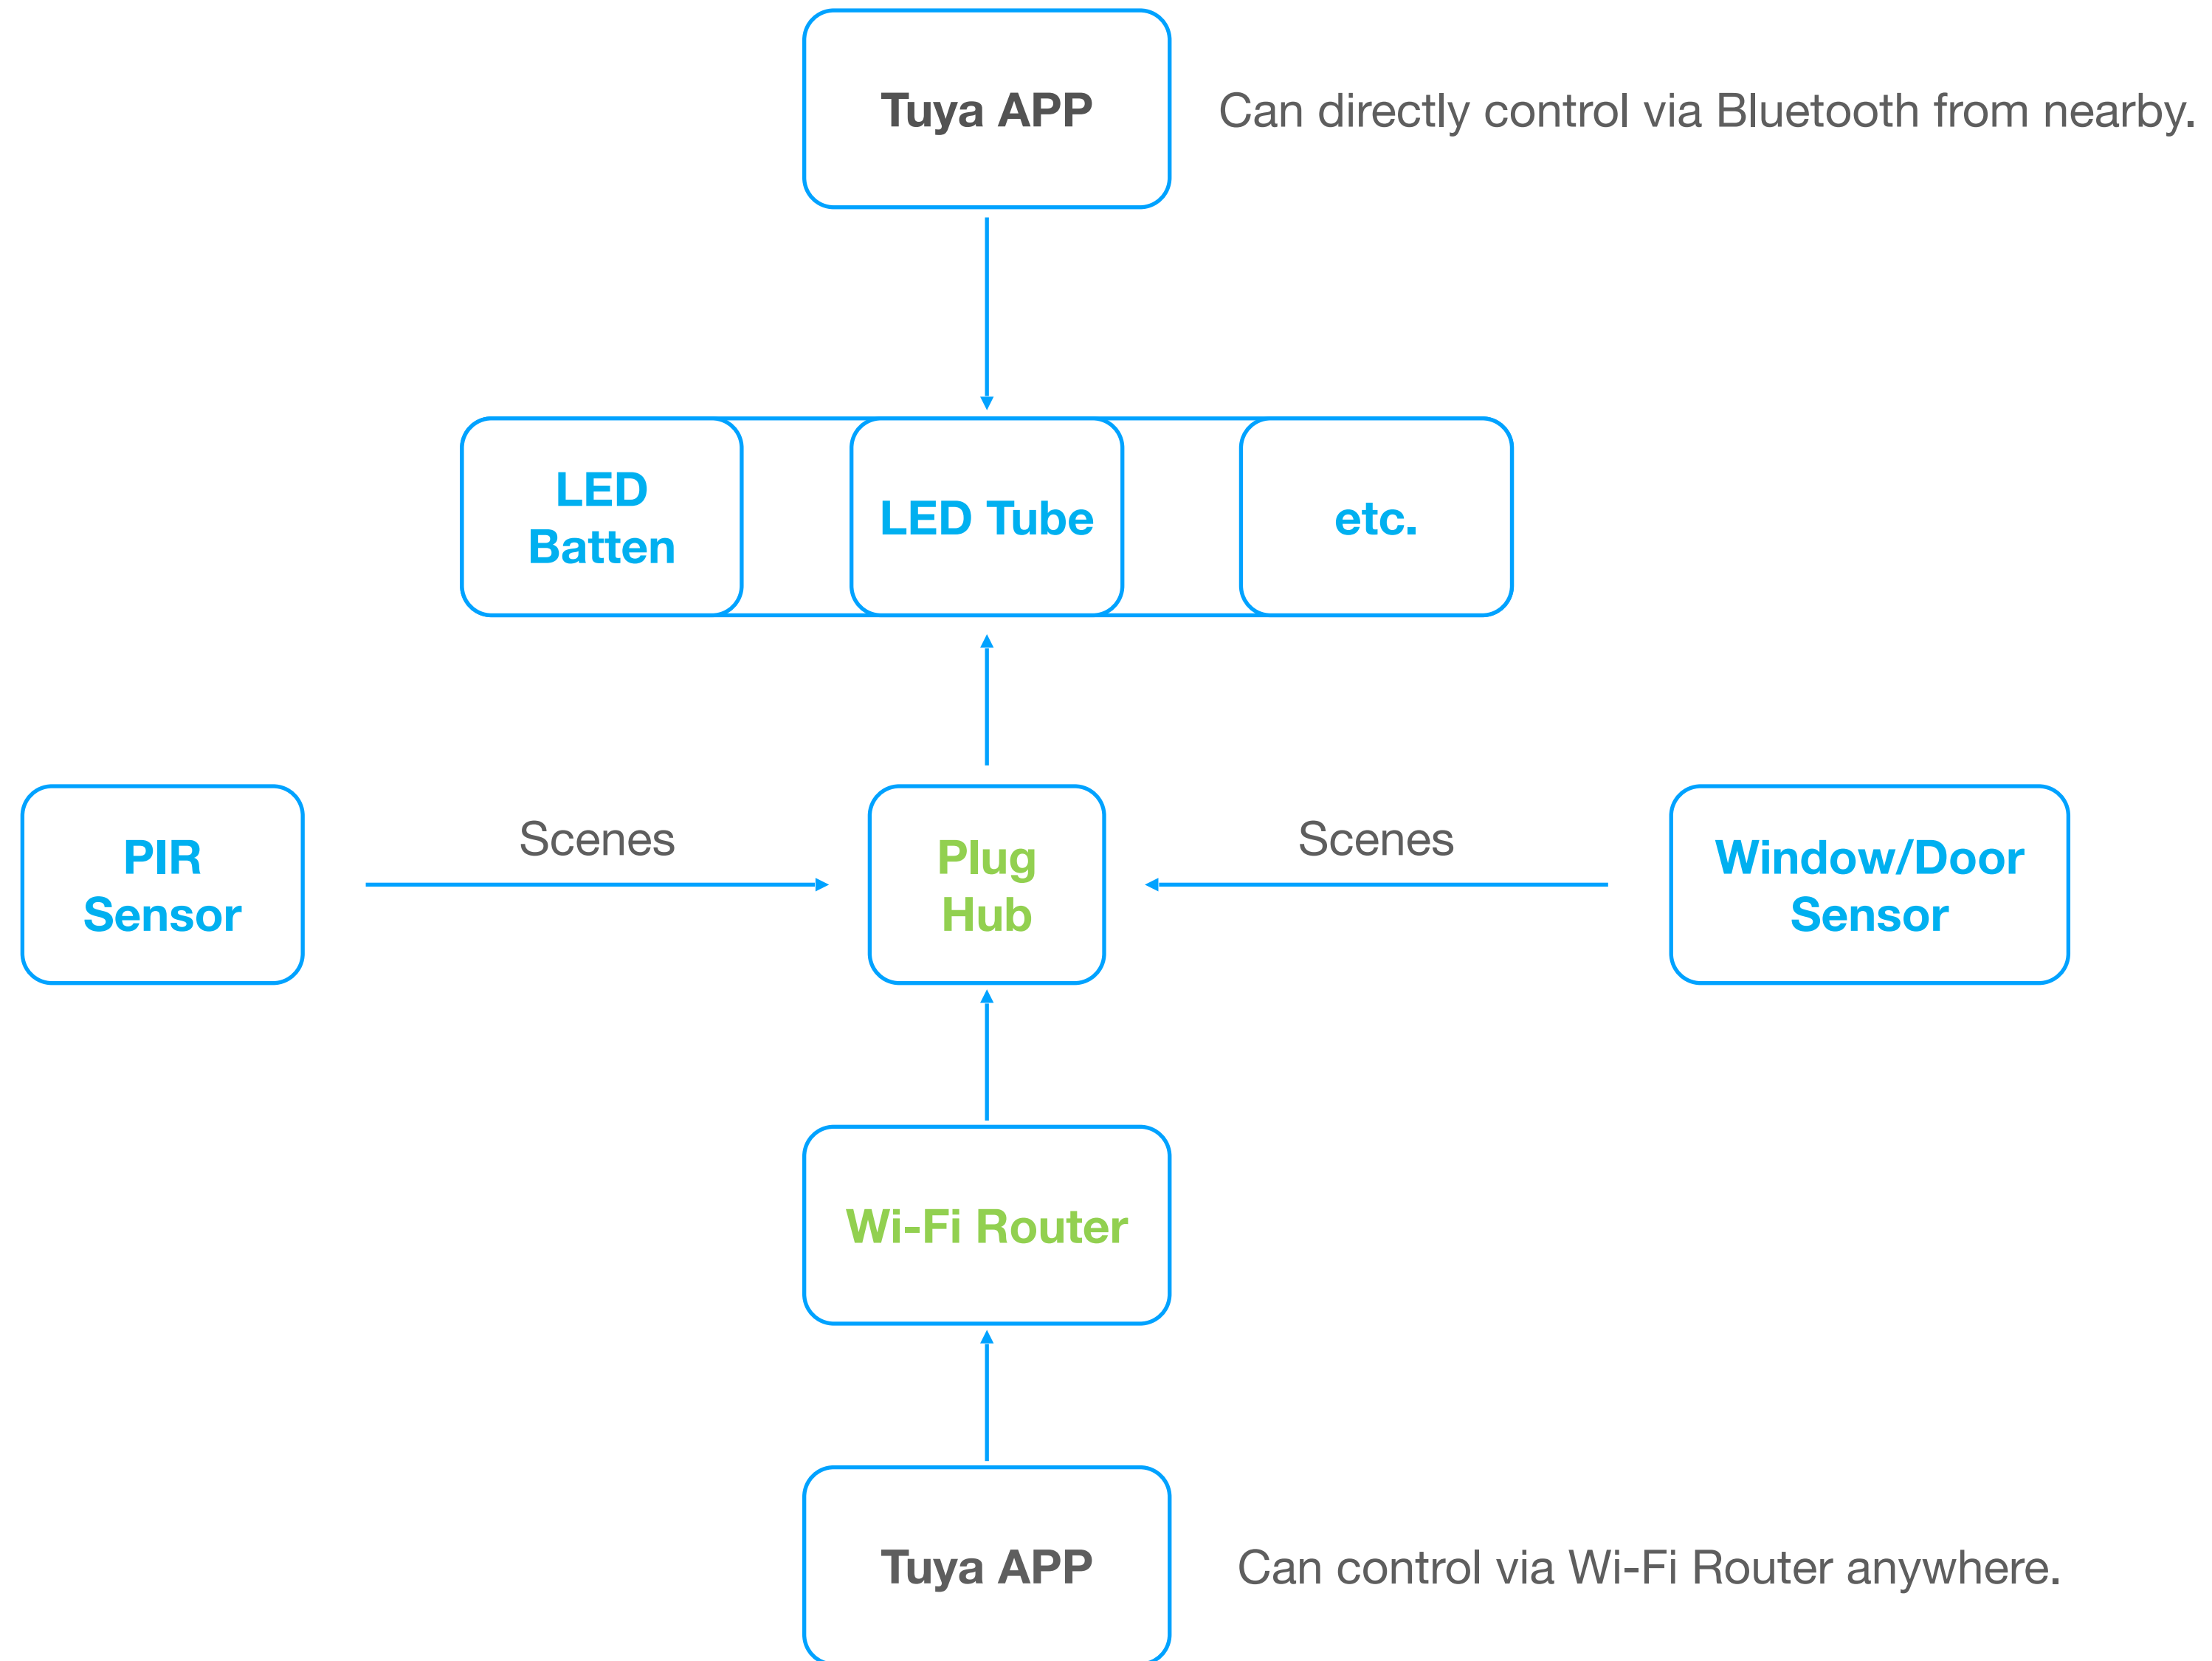 Tuya APP
Can directly control via Bluetooth from nearby.
LED
Batten
LED Tube
etc.
PIR
Sensor
Scenes
Plug
Hub
Scenes
Window/Door
Sensor
Wi-Fi Router
Tuya APP
Can control via Wi-Fi Router anywhere.